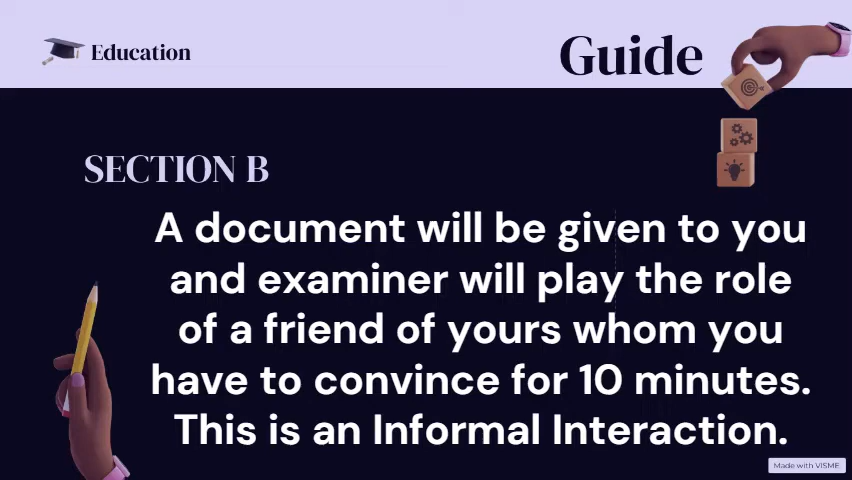 Education
Guide
SECTION B
A document will be given to you
and examiner will play the role
of a friend of yours whom you
have to convince for 10 minutes.
This is an Informal Interaction.
Made with VISME